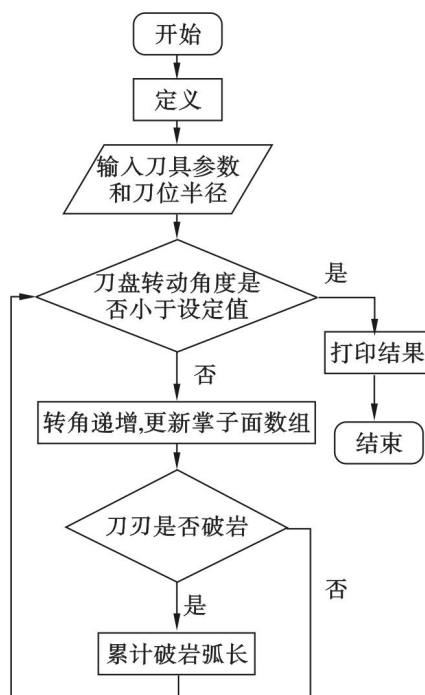 开始
定义
输入刀具参数
和刀位半径
刀盘转动角度是
否小于设定值
是
打印结果
结束
否
转角递增,更新掌子面数组
刀刃是否破岩
否
是
累计破岩弧长